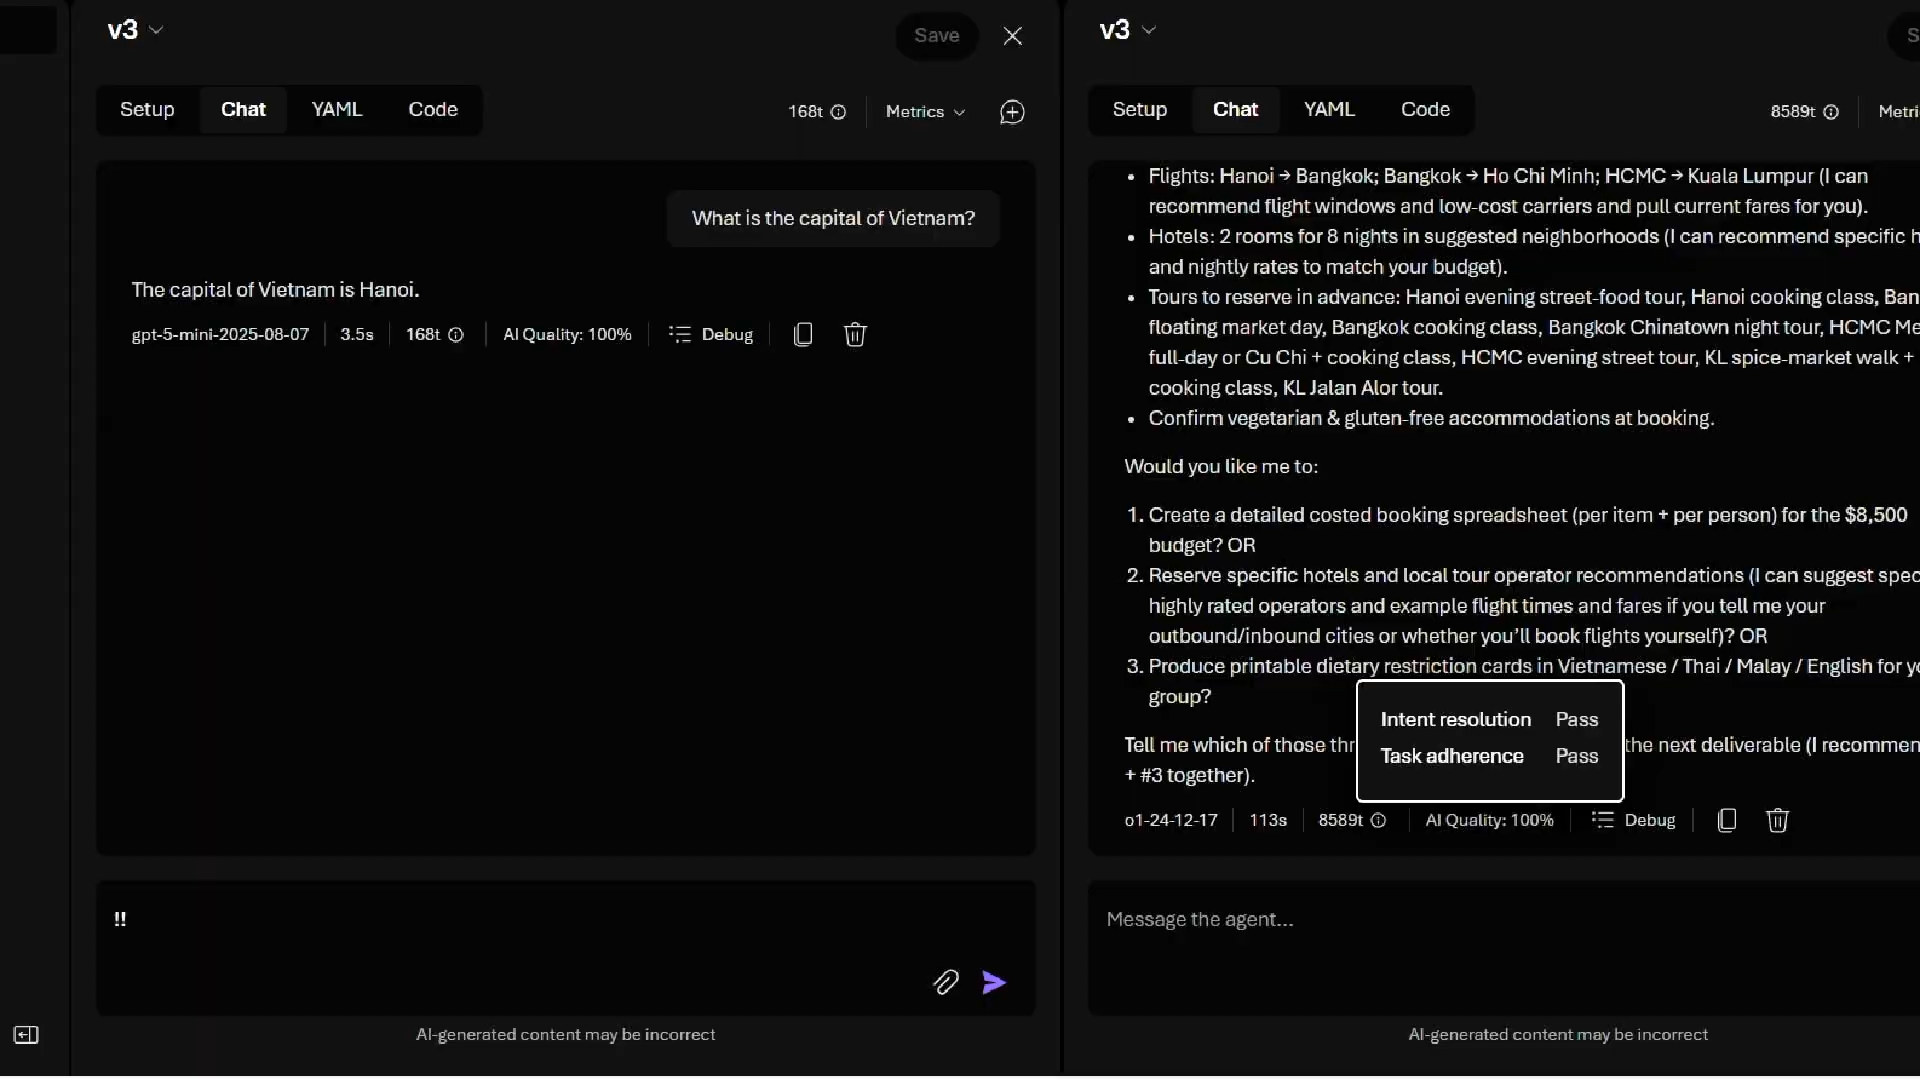 v3
Save
Setup
Chat
YAML
Code
168t
Metrics
What is the capital of Vietnam?
The capital of Vietnam is Hanoi.
gpt-5-mini-2025-08-07
3.5s
168t
AI Quality: 100%
Debug
!!
AI-generated content may be incorrect
v3
Setup
Chat
YAML
Code
8589t
• Flights: Hanoi → Bangkok; Bangkok → Ho Chi Minh; HCMC → Kuala Lumpur (I can
recommend flight windows and low-cost carriers and pull current fares for you).
• Hotels: 2 rooms for 8 nights in suggested neighborhoods (I can recommend specific
and nightly rates to match your budget).
• Tours to reserve in advance: Hanoi evening street-food tour, Hanoi cooking class,
floating market day, Bangkok cooking class, Bangkok Chinatown night tour, HCMC
full-day or Cu Chi + cooking class, HCMC evening street tour, KL spice-market walk +
cooking class, KL Jalan Alor tour.
• Confirm vegetarian & gluten-free accommodations at booking.
Would you like me to:
1. Create a detailed costed booking spreadsheet (per item + per person) for the $8,500
budget? OR
2. Reserve specific hotels and local tour operator recommendations (I can suggest
highly rated operators and example flight times and fares if you tell me your
outbound/inbound cities or whether you’ll book flights yourself)? OR
3. Produce printable dietary restriction cards in Vietnamese / Thai / Malay / English for
group?
Intent resolution Pass
Task adherence Pass
Tell me which of those the next deliverable (I
+ #3 together).
o1-24-12-17
113s
8589t
AI Quality: 100%
Debug
Message the agent...
AI-generated content may be incorrect